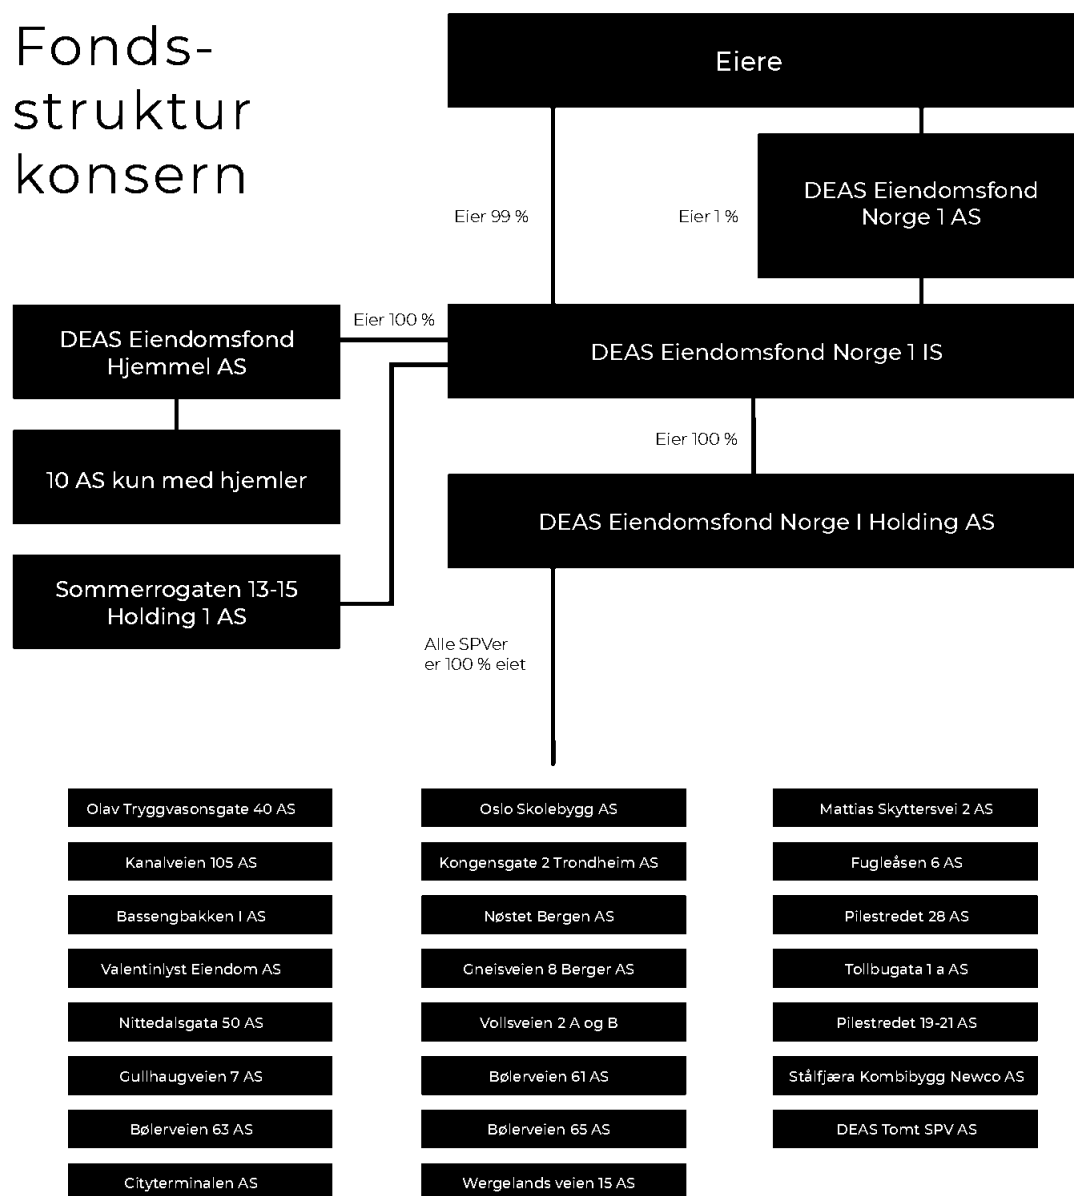 Fonds-
struktur
konsern
Eiere
DEAS Eiendomsfond
Norge 1 AS
Eier 99 %
Eier 1 %
DEAS Eiendomsfond
Hjemmel AS
Eier 100 %
DEAS Eiendomsfond Norge 1 IS
10 AS kun med hjemler
Eier 100 %
DEAS Eiendomsfond Norge I Holding AS
Sommerrogaten 13-15
Holding 1 AS
Alle SPVer
er 100 % eiet
Olav Tryggvasonsgate 40 AS
Kanalveien 105 AS
Bassengbakken I AS
Valentinlyst Eiendom AS
Nittedalsgata 50 AS
Gullhaugveien 7 AS
Bølerveien 63 AS
Cityterminalen AS
Oslo Skolebygg AS
Kongensgate 2 Trondheim AS
Nøstet Bergen AS
Gneisveien 8 Berger AS
Vollsveien 2 A og B
Bølerveien 61 AS
Bølerveien 65 AS
Wergelands veien 15 AS
Mattias Skyttersvei 2 AS
Fugleåsen 6 AS
Pilestredet 28 AS
Tollbugata 1 a AS
Pilestredet 19-21 AS
Stålfjæra Kombibygg Newco AS
DEAS Tomt SPV AS